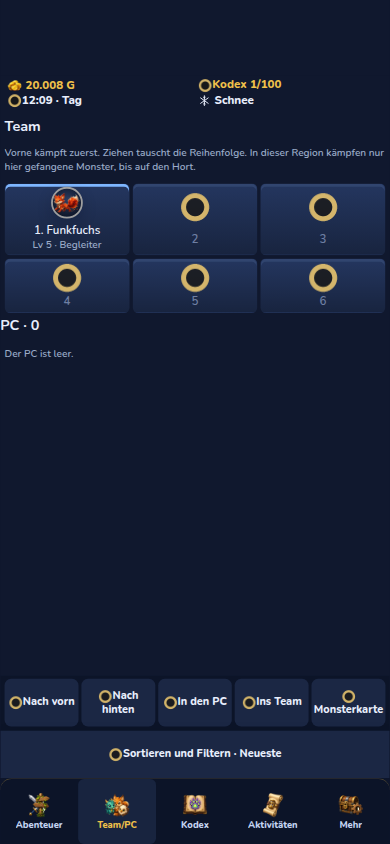 20.008 G
Kodex 1/100
12:09 · Tag
Schnee
Team
Vorne kämpft zuerst. Ziehen tauscht die Reihenfolge. In dieser Region kämpfen nur
hier gefangene Monster, bis auf den Hort.
1. Funkfuchs
Lv 5 · Begleiter
2
3
4
5
6
PC · 0
Der PC ist leer.
Nach vorn
Nach
hinten
In den PC
Ins Team
Monsterkarte
Sortieren und Filtern · Neueste
Abenteuer
Team/PC
Kodex
Aktivitäten
Mehr